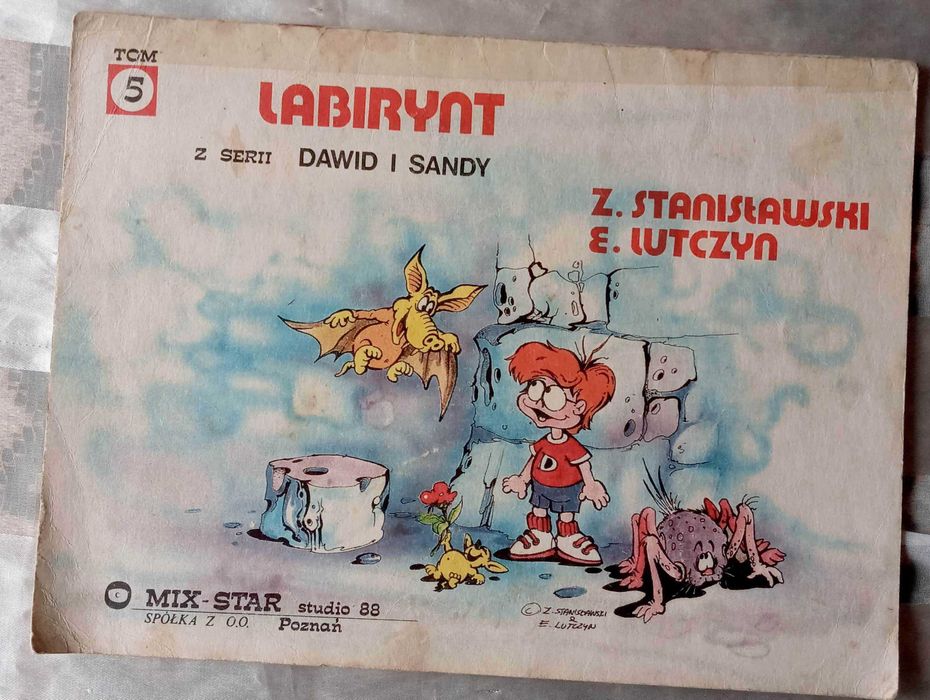 TOM
5
LABIRYNT
Z SERII DAWID I SANDY
Z. STANISŁAWSKI
E. LUTCZYN
D
C MIX-STAR studio 88
SPÓŁKA Z O.O. Poznań
© Z. STANISŁAWSKI
&
E. LUTCZYN